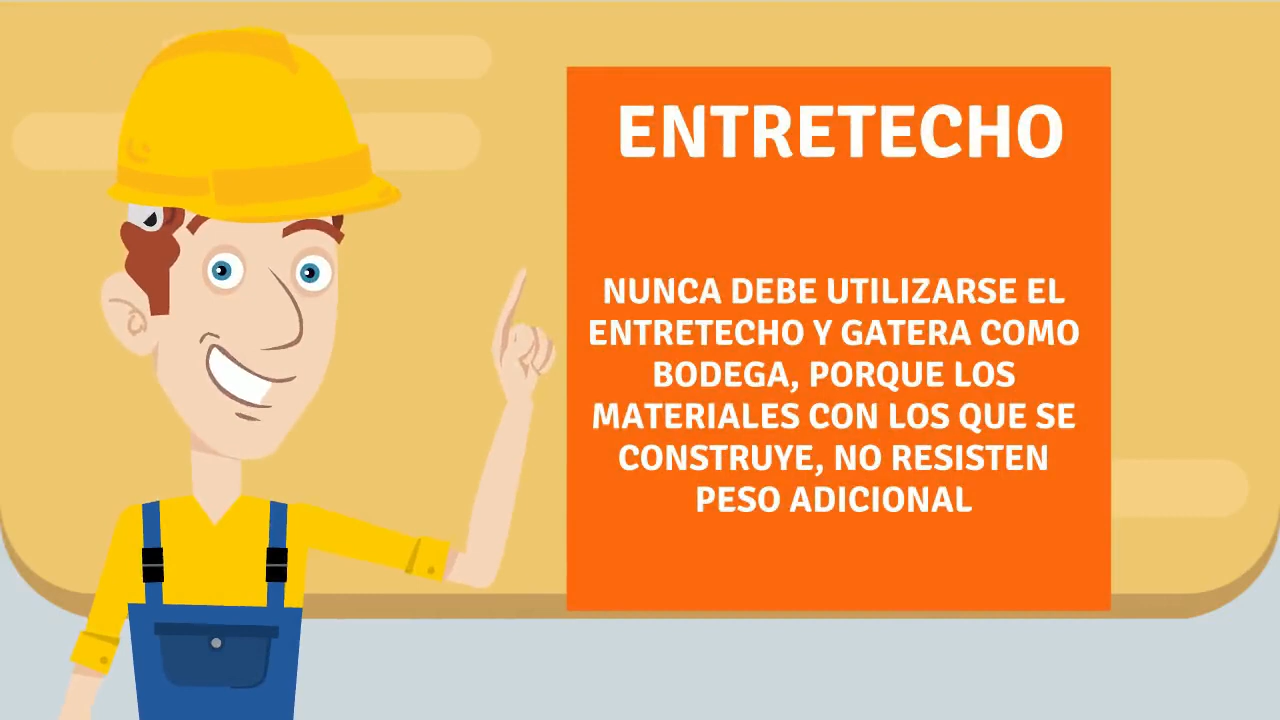 ENTRETECHO
NUNCA DEBE UTILIZARSE EL
ENTRETECHO Y GATERA COMO
BODEGA, PORQUE LOS
MATERIALES CON LOS QUE SE
CONSTRUYE, NO RESISTEN
PESO ADICIONAL